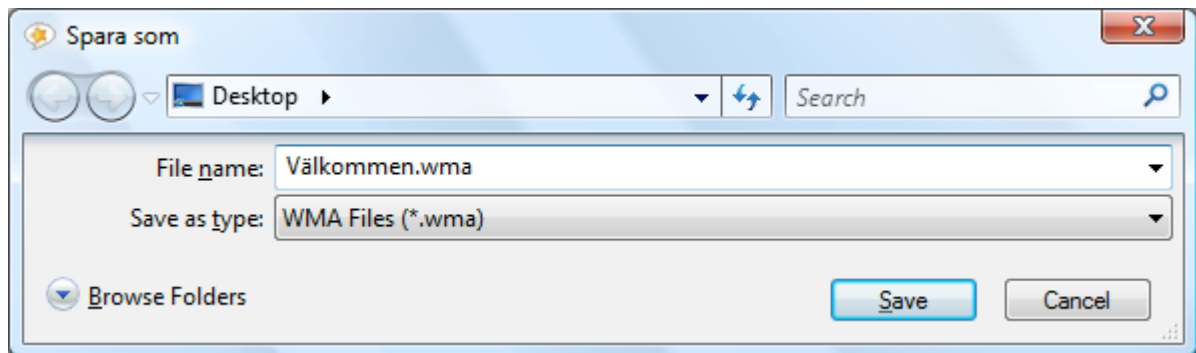 Spara som
Desktop
Search
File name: Välkommen.wma
Save as type: WMA Files (*.wma)
Browse Folders
Save
Cancel